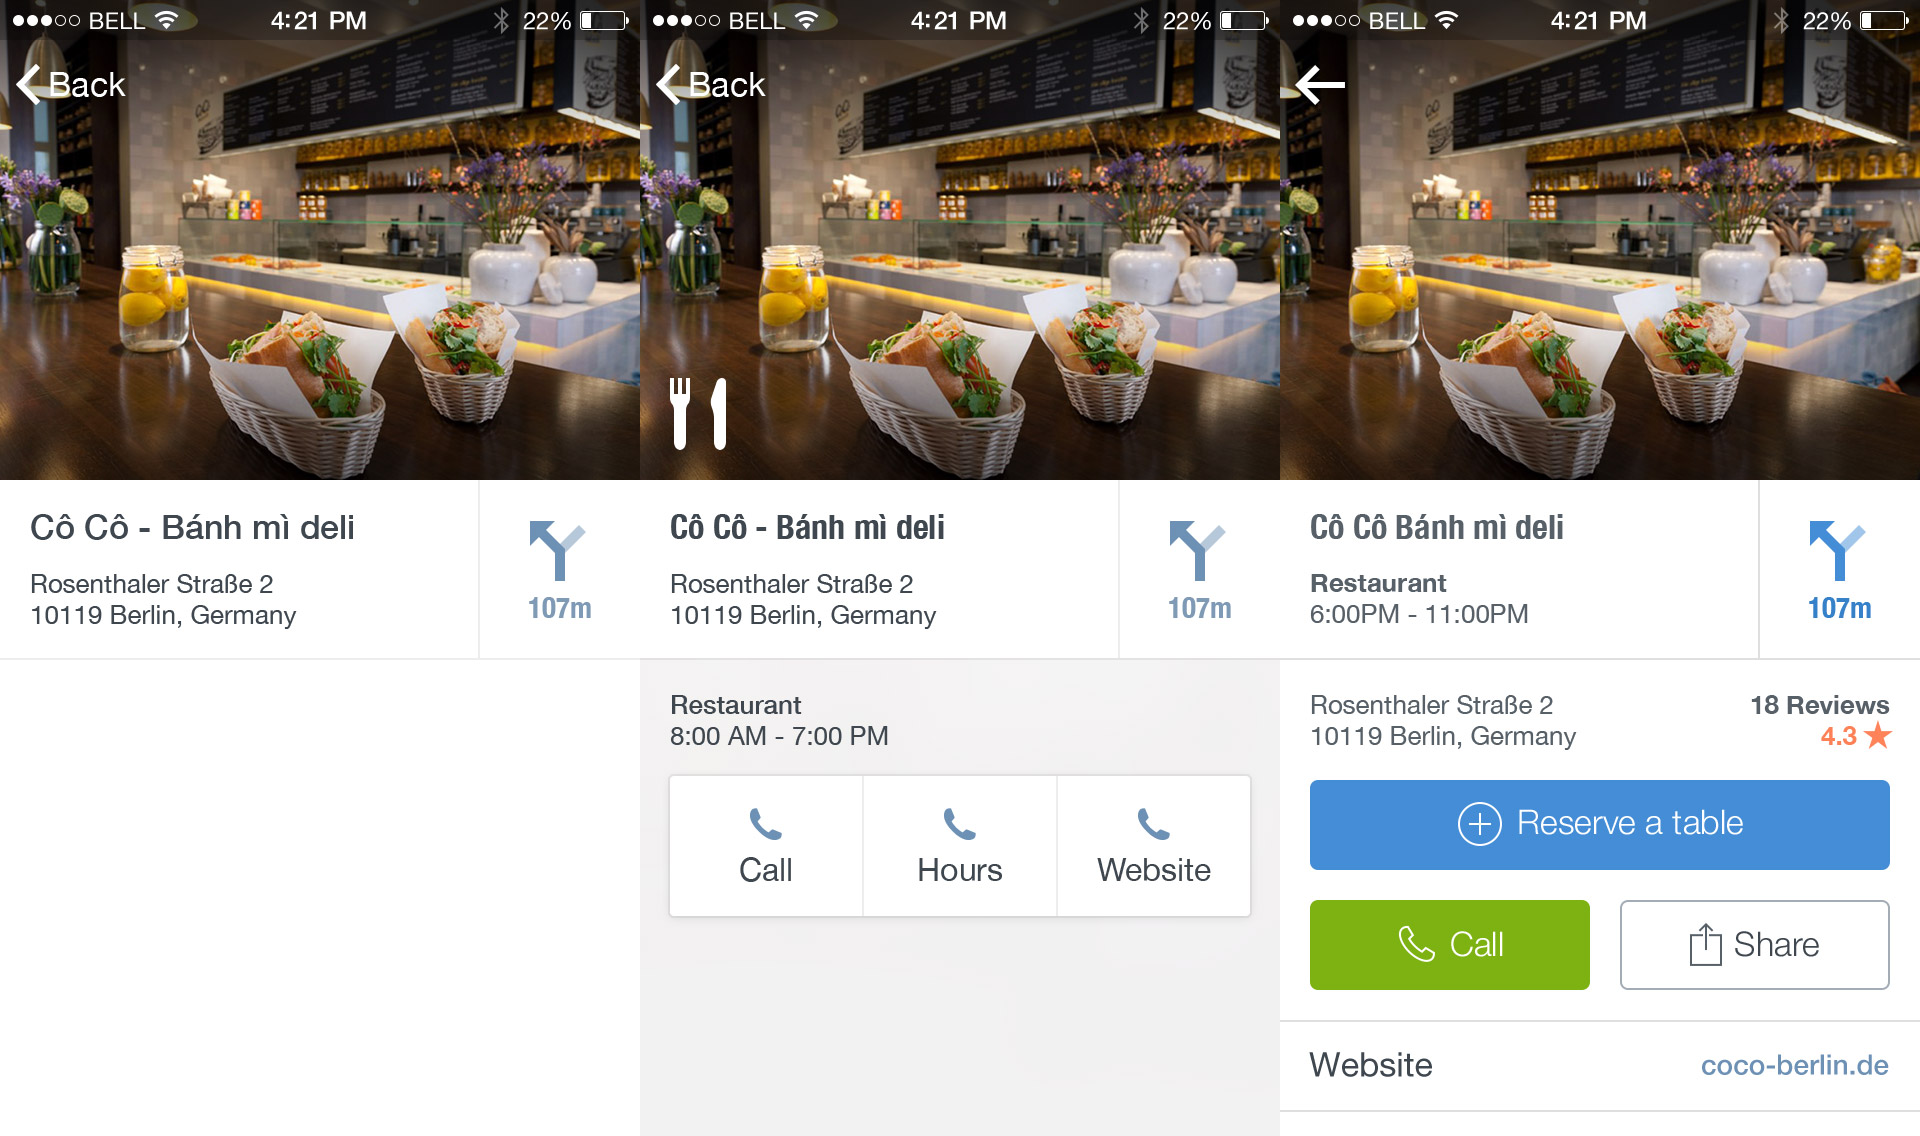 BELL 4:21 PM 22%
Back
Cô Cô - Bánh mì deli
Rosenthaler Straße 2
10119 Berlin, Germany
107m
BELL 4:21 PM 22%
Back
Cô Cô - Bánh mì deli
Rosenthaler Straße 2
10119 Berlin, Germany
107m
Restaurant
8:00 AM - 7:00 PM
Call
Hours
Website
BELL 4:21 PM 22%
Cô Cô Bánh mì deli
Restaurant
6:00PM - 11:00PM
107m
Rosenthaler Straße 2
10119 Berlin, Germany
18 Reviews
4.3
Reserve a table
Call
Share
Website
coco-berlin.de